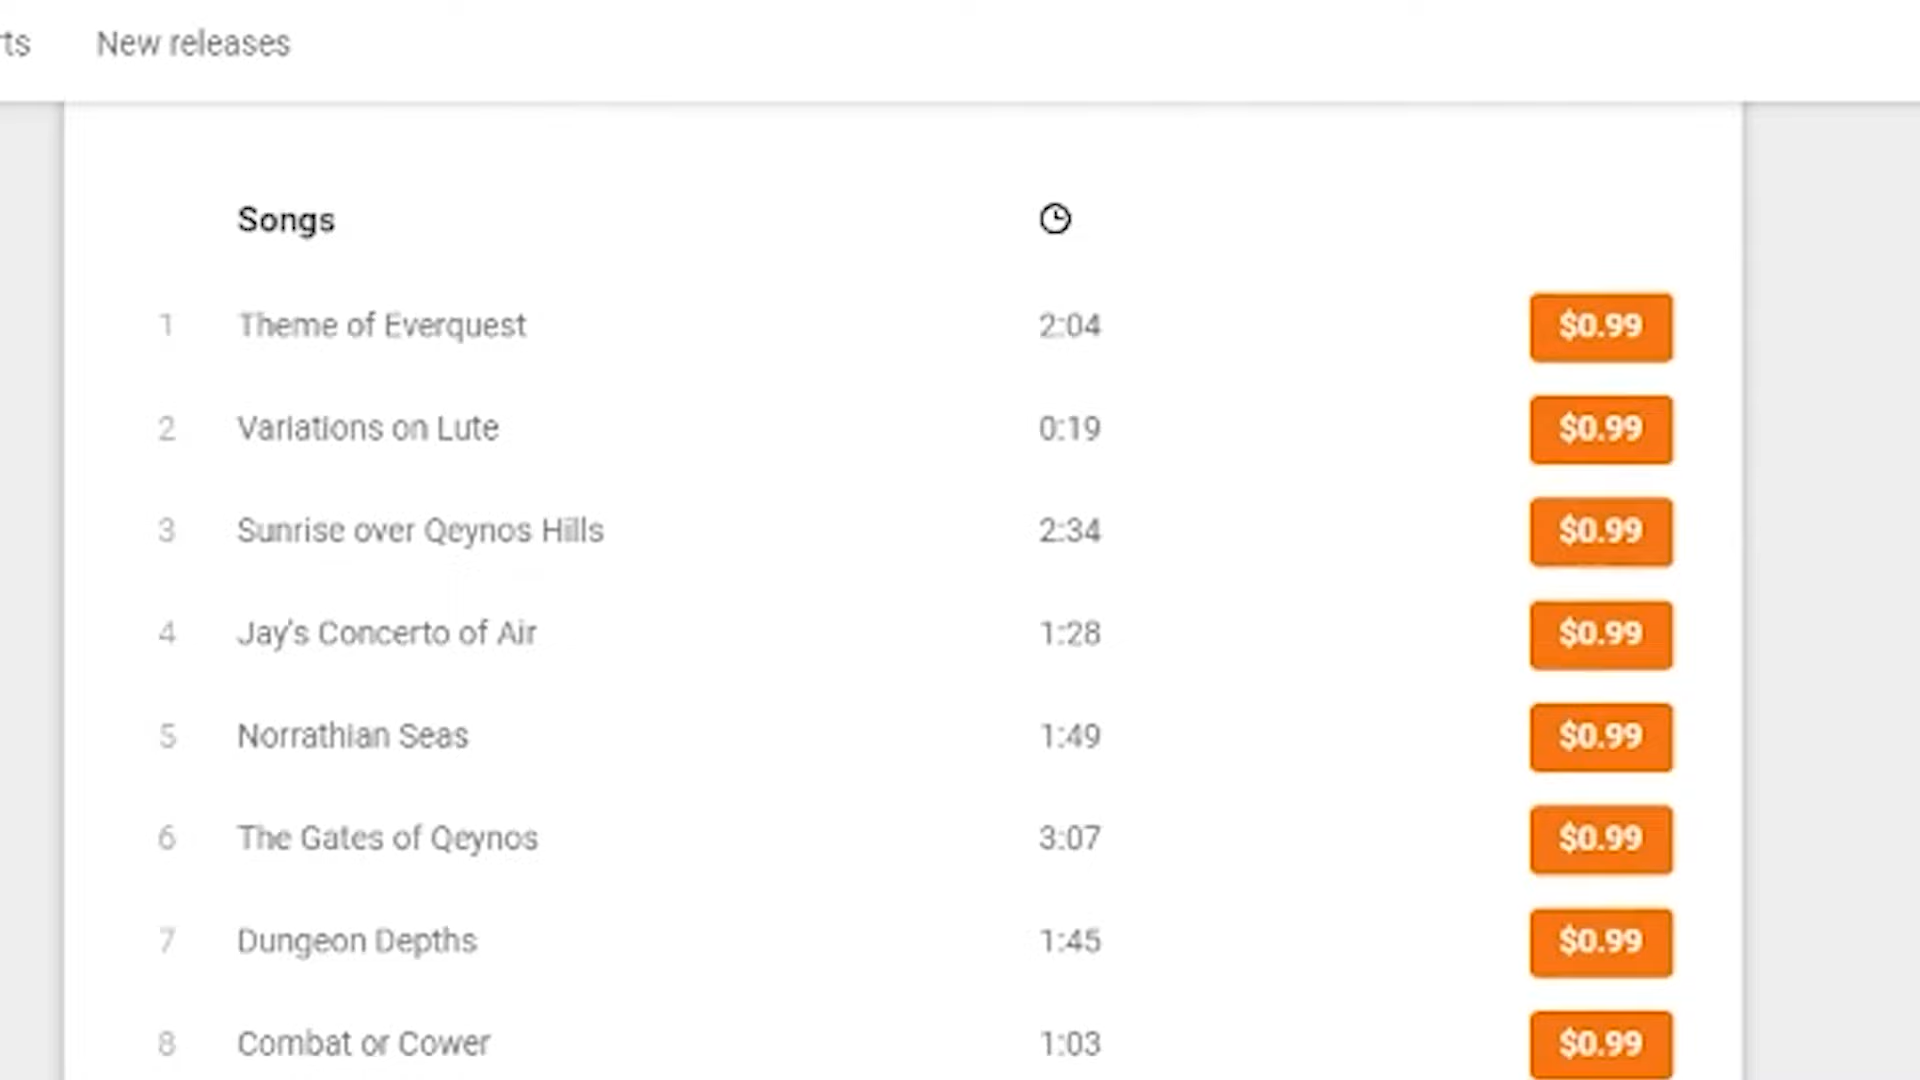 rts New releases
Songs
1 Theme of Everquest 2:04 $0.99
2 Variations on Lute 0:19 $0.99
3 Sunrise over Qeynos Hills 2:34 $0.99
4 Jay's Concerto of Air 1:28 $0.99
5 Norrathian Seas 1:49 $0.99
6 The Gates of Qeynos 3:07 $0.99
7 Dungeon Depths 1:45 $0.99
8 Combat or Cower 1:03 $0.99